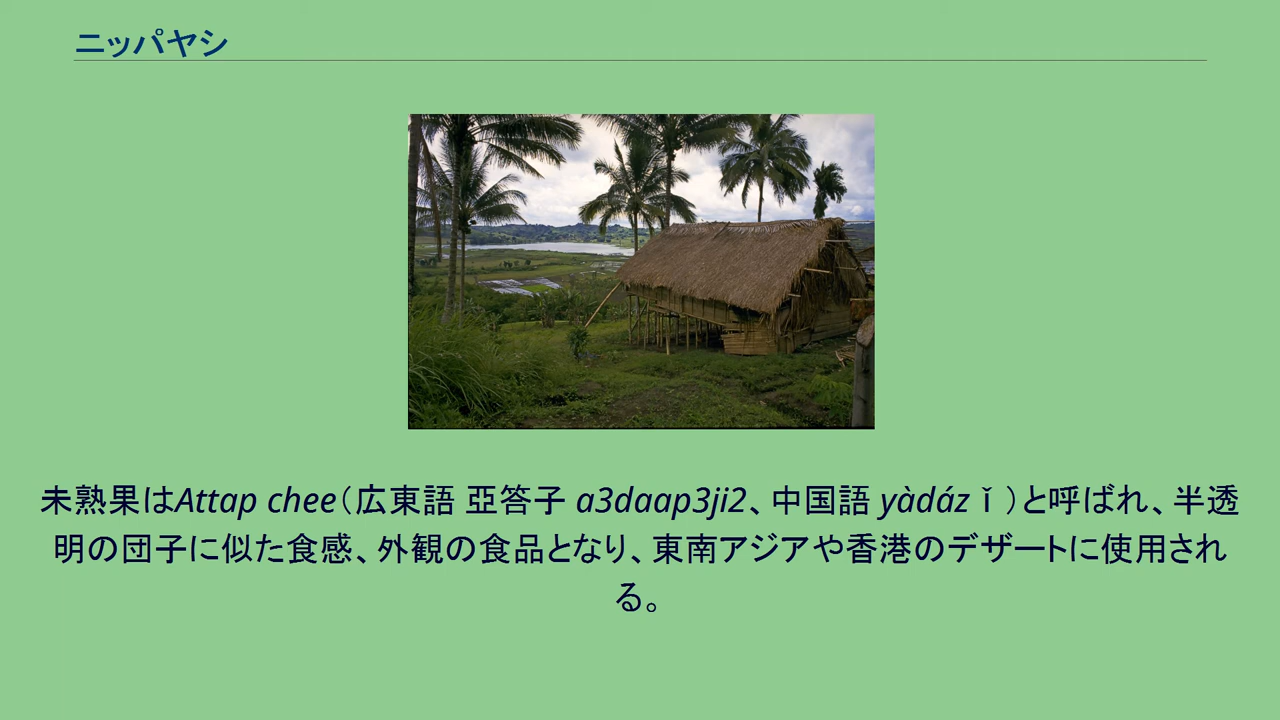 ニッパヤシ
未熟果はAttap chee（広東語 亞答子 a3daap3ji2、中国語 yàdázǐ）と呼ばれ、半透
明の団子に似た食感、外観の食品となり、東南アジアや香港のデザートに使用され
る。